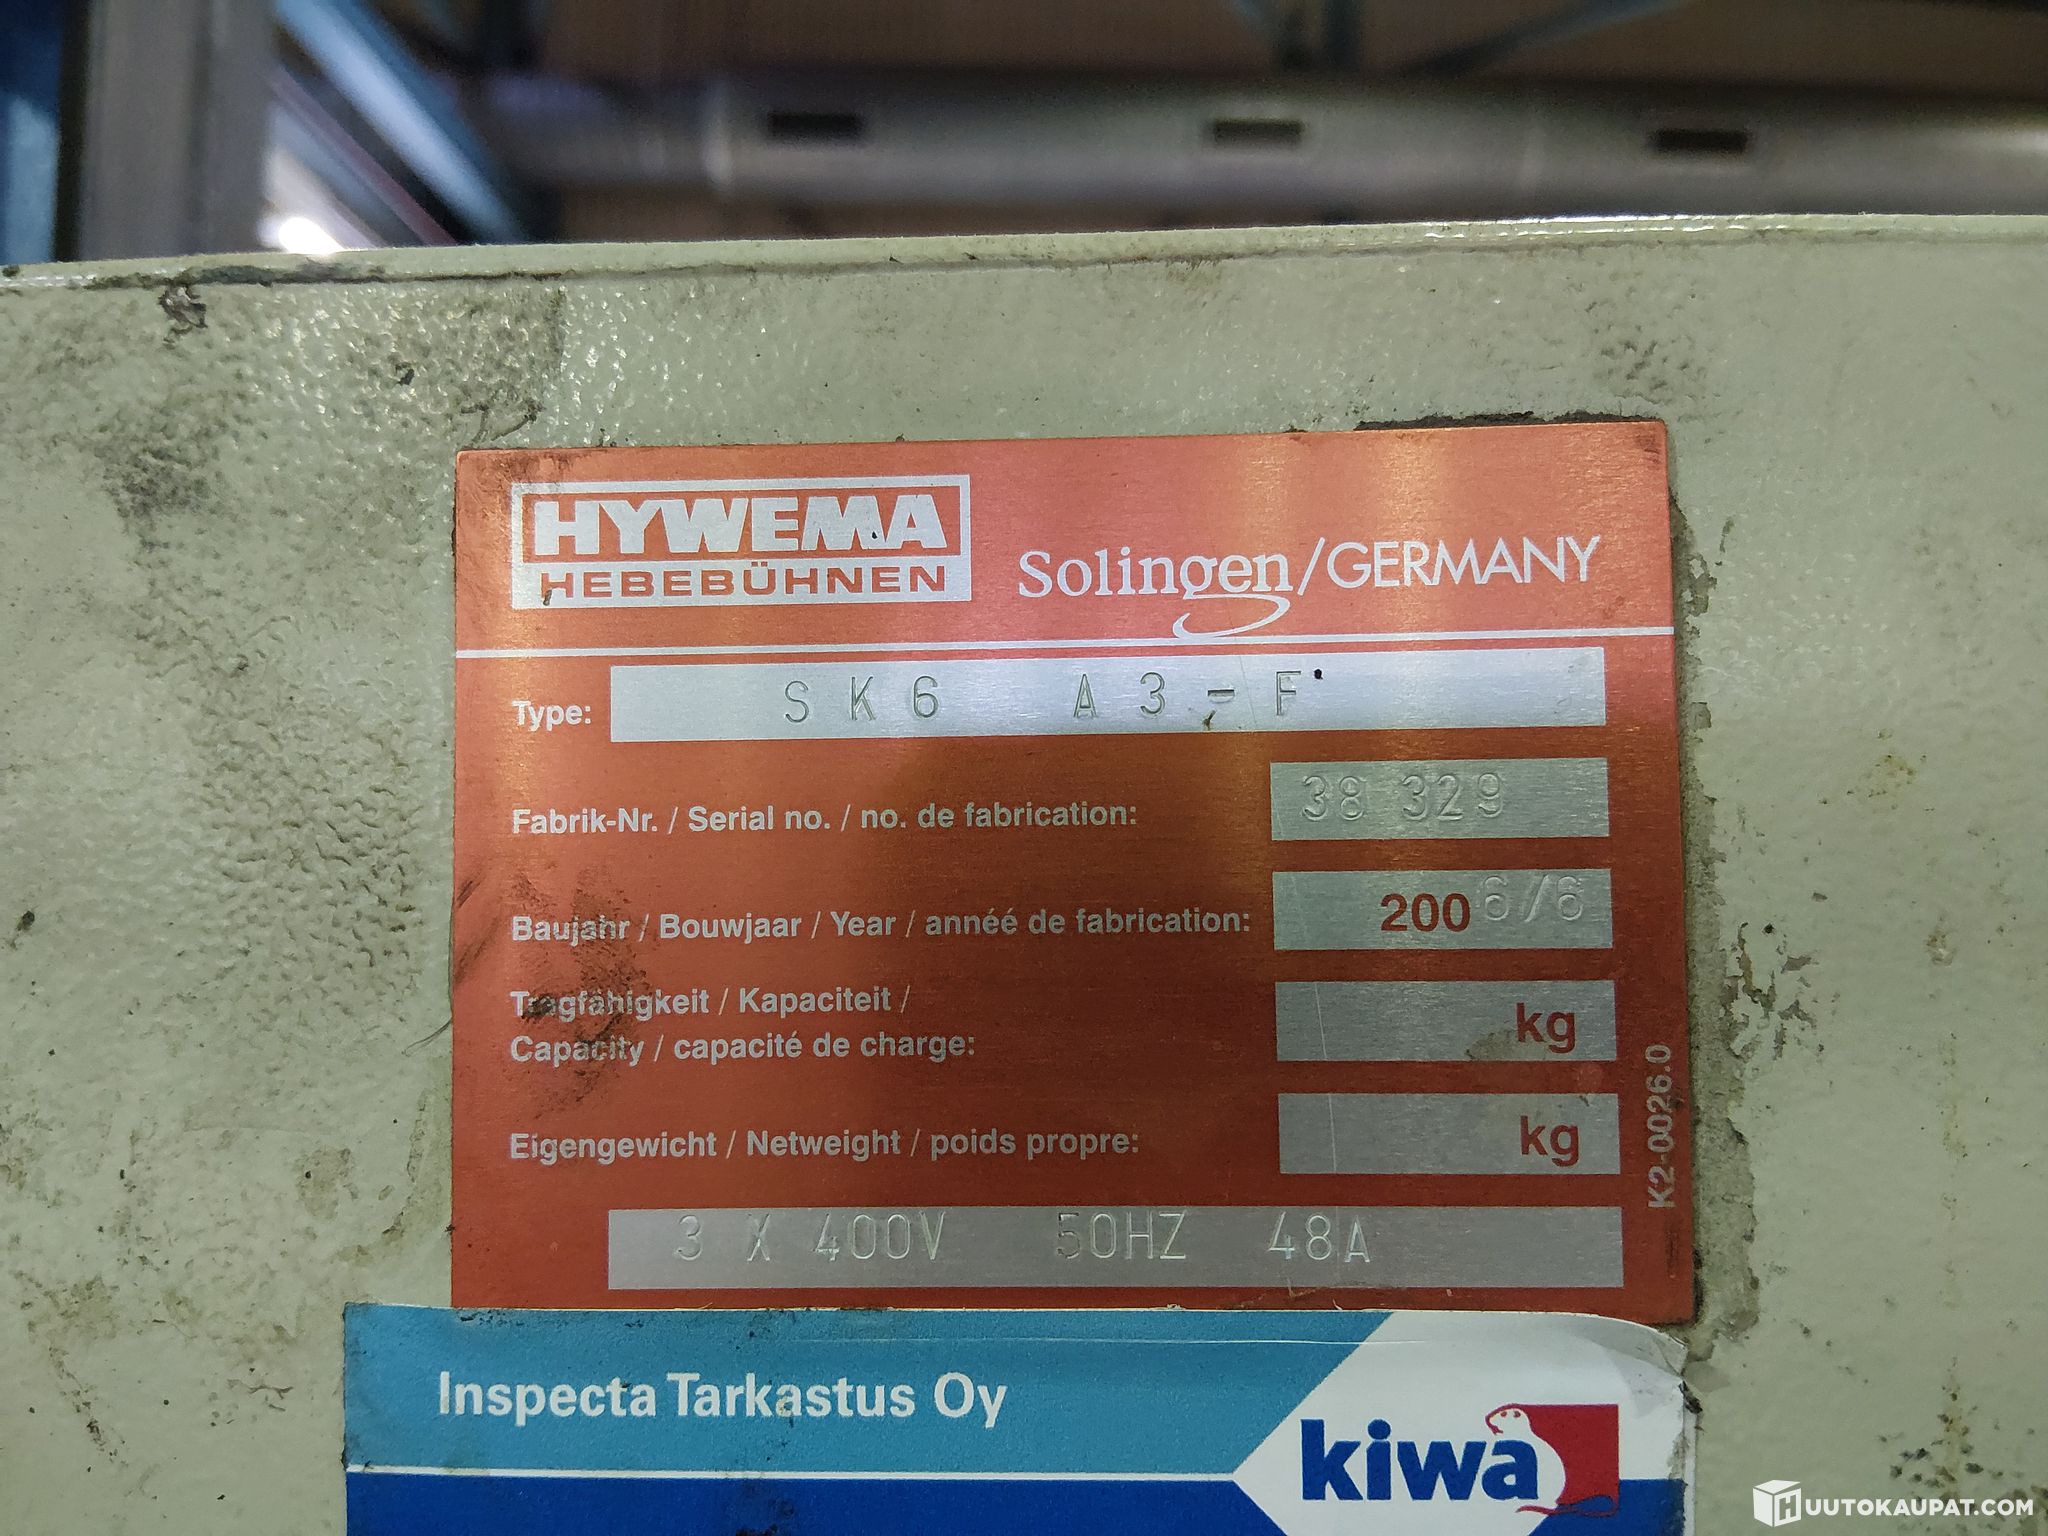 HYWEMA
HEBEBÜHNEN
Solingen/GERMANY
Type: SK6 A3-F
Fabrik-Nr. / Serial no. / no. de fabrication: 38 329
Baujahr / Bouwjaar / Year / annéé de fabrication: 2006/6
Tragfähigkeit / Kapaciteit /
Capacity / capacité de charge: kg
Eigengewicht / Netweight / poids propre: kg
3 X 400V 50HZ 48A
K2-0026.0
Inspecta Tarkastus Oy
kiwa
HUUTOKAUPAT.COM